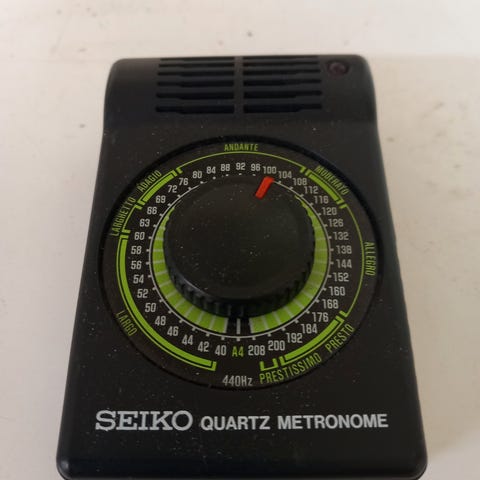 ANDANTE
MODERATO
ALLEGRO
PRESTO
PRESTISSIMO
LARGO
LARGHETTO
ADAGIO
40 42 44 46 48 50 52 54 56 58 60 63 66 69 72 76 80 84 88 92 96 100 104 108 112 116 120 126 132 138 144 152 160 168 176 184 192 200 208
A4
440Hz
SEIKO QUARTZ METRONOME